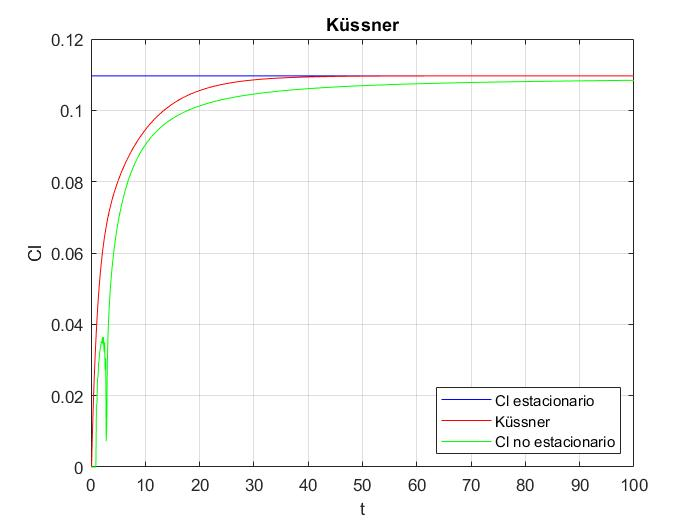 Küssner
0.12
0.1
0.08
0.06
0.04
0.02
0
Cl
Cl estacionario
Küssner
Cl no estacionario
0 10 20 30 40 50 60 70 80 90 100
t